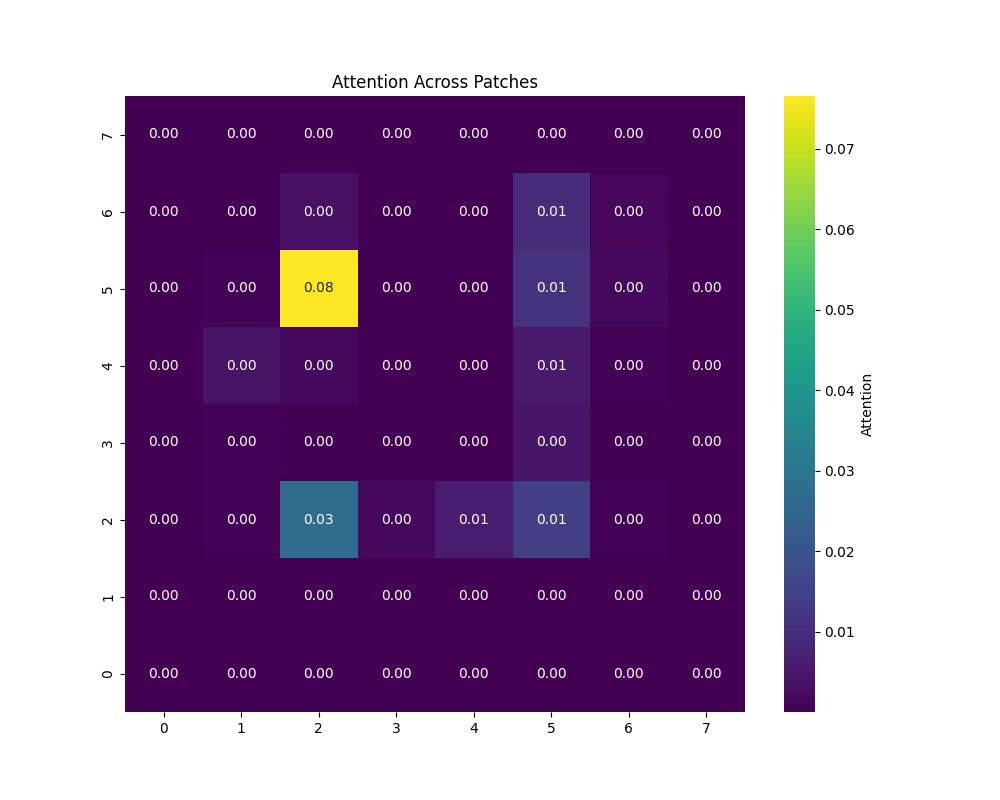 Attention Across Patches
7 0.00 0.00 0.00 0.00 0.00 0.00 0.00 0.00
6 0.00 0.00 0.00 0.00 0.00 0.01 0.00 0.00
5 0.00 0.00 0.08 0.00 0.00 0.01 0.00 0.00
4 0.00 0.00 0.00 0.00 0.00 0.01 0.00 0.00
3 0.00 0.00 0.00 0.00 0.00 0.00 0.00 0.00
2 0.00 0.00 0.03 0.00 0.01 0.01 0.00 0.00
1 0.00 0.00 0.00 0.00 0.00 0.00 0.00 0.00
0 0.00 0.00 0.00 0.00 0.00 0.00 0.00 0.00
0 1 2 3 4 5 6 7
0.07
0.06
0.05
0.04
0.03
0.02
0.01
Attention